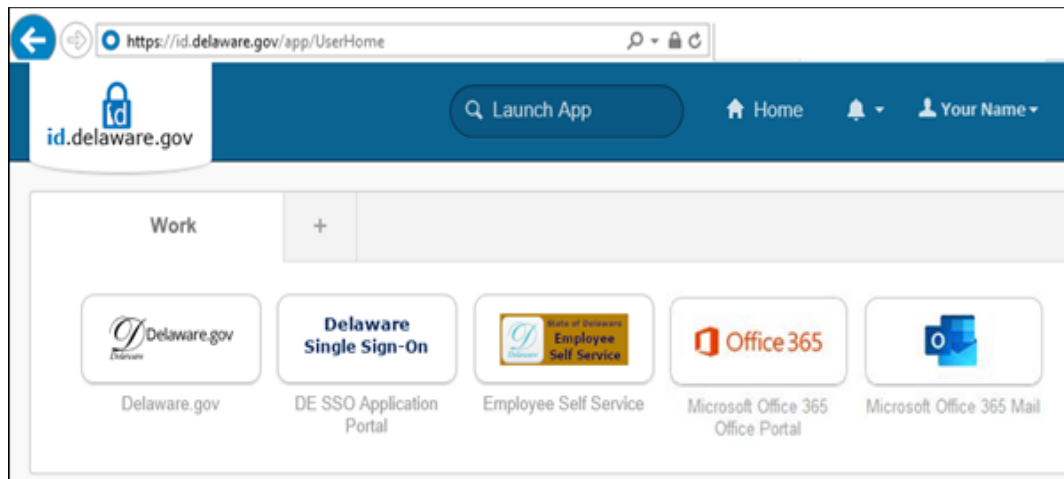 https://id.delaware.gov/app/UserHome
id
id.delaware.gov
Launch App
Home
Your Name
Work
+
Delaware.gov
Delaware
Delaware
Single Sign-On
State of Delaware
Employee
Self Service
Delaware
Office 365
Delaware.gov
DE SSO Application
Portal
Employee Self Service
Microsoft Office 365
Office Portal
Microsoft Office 365 Mail